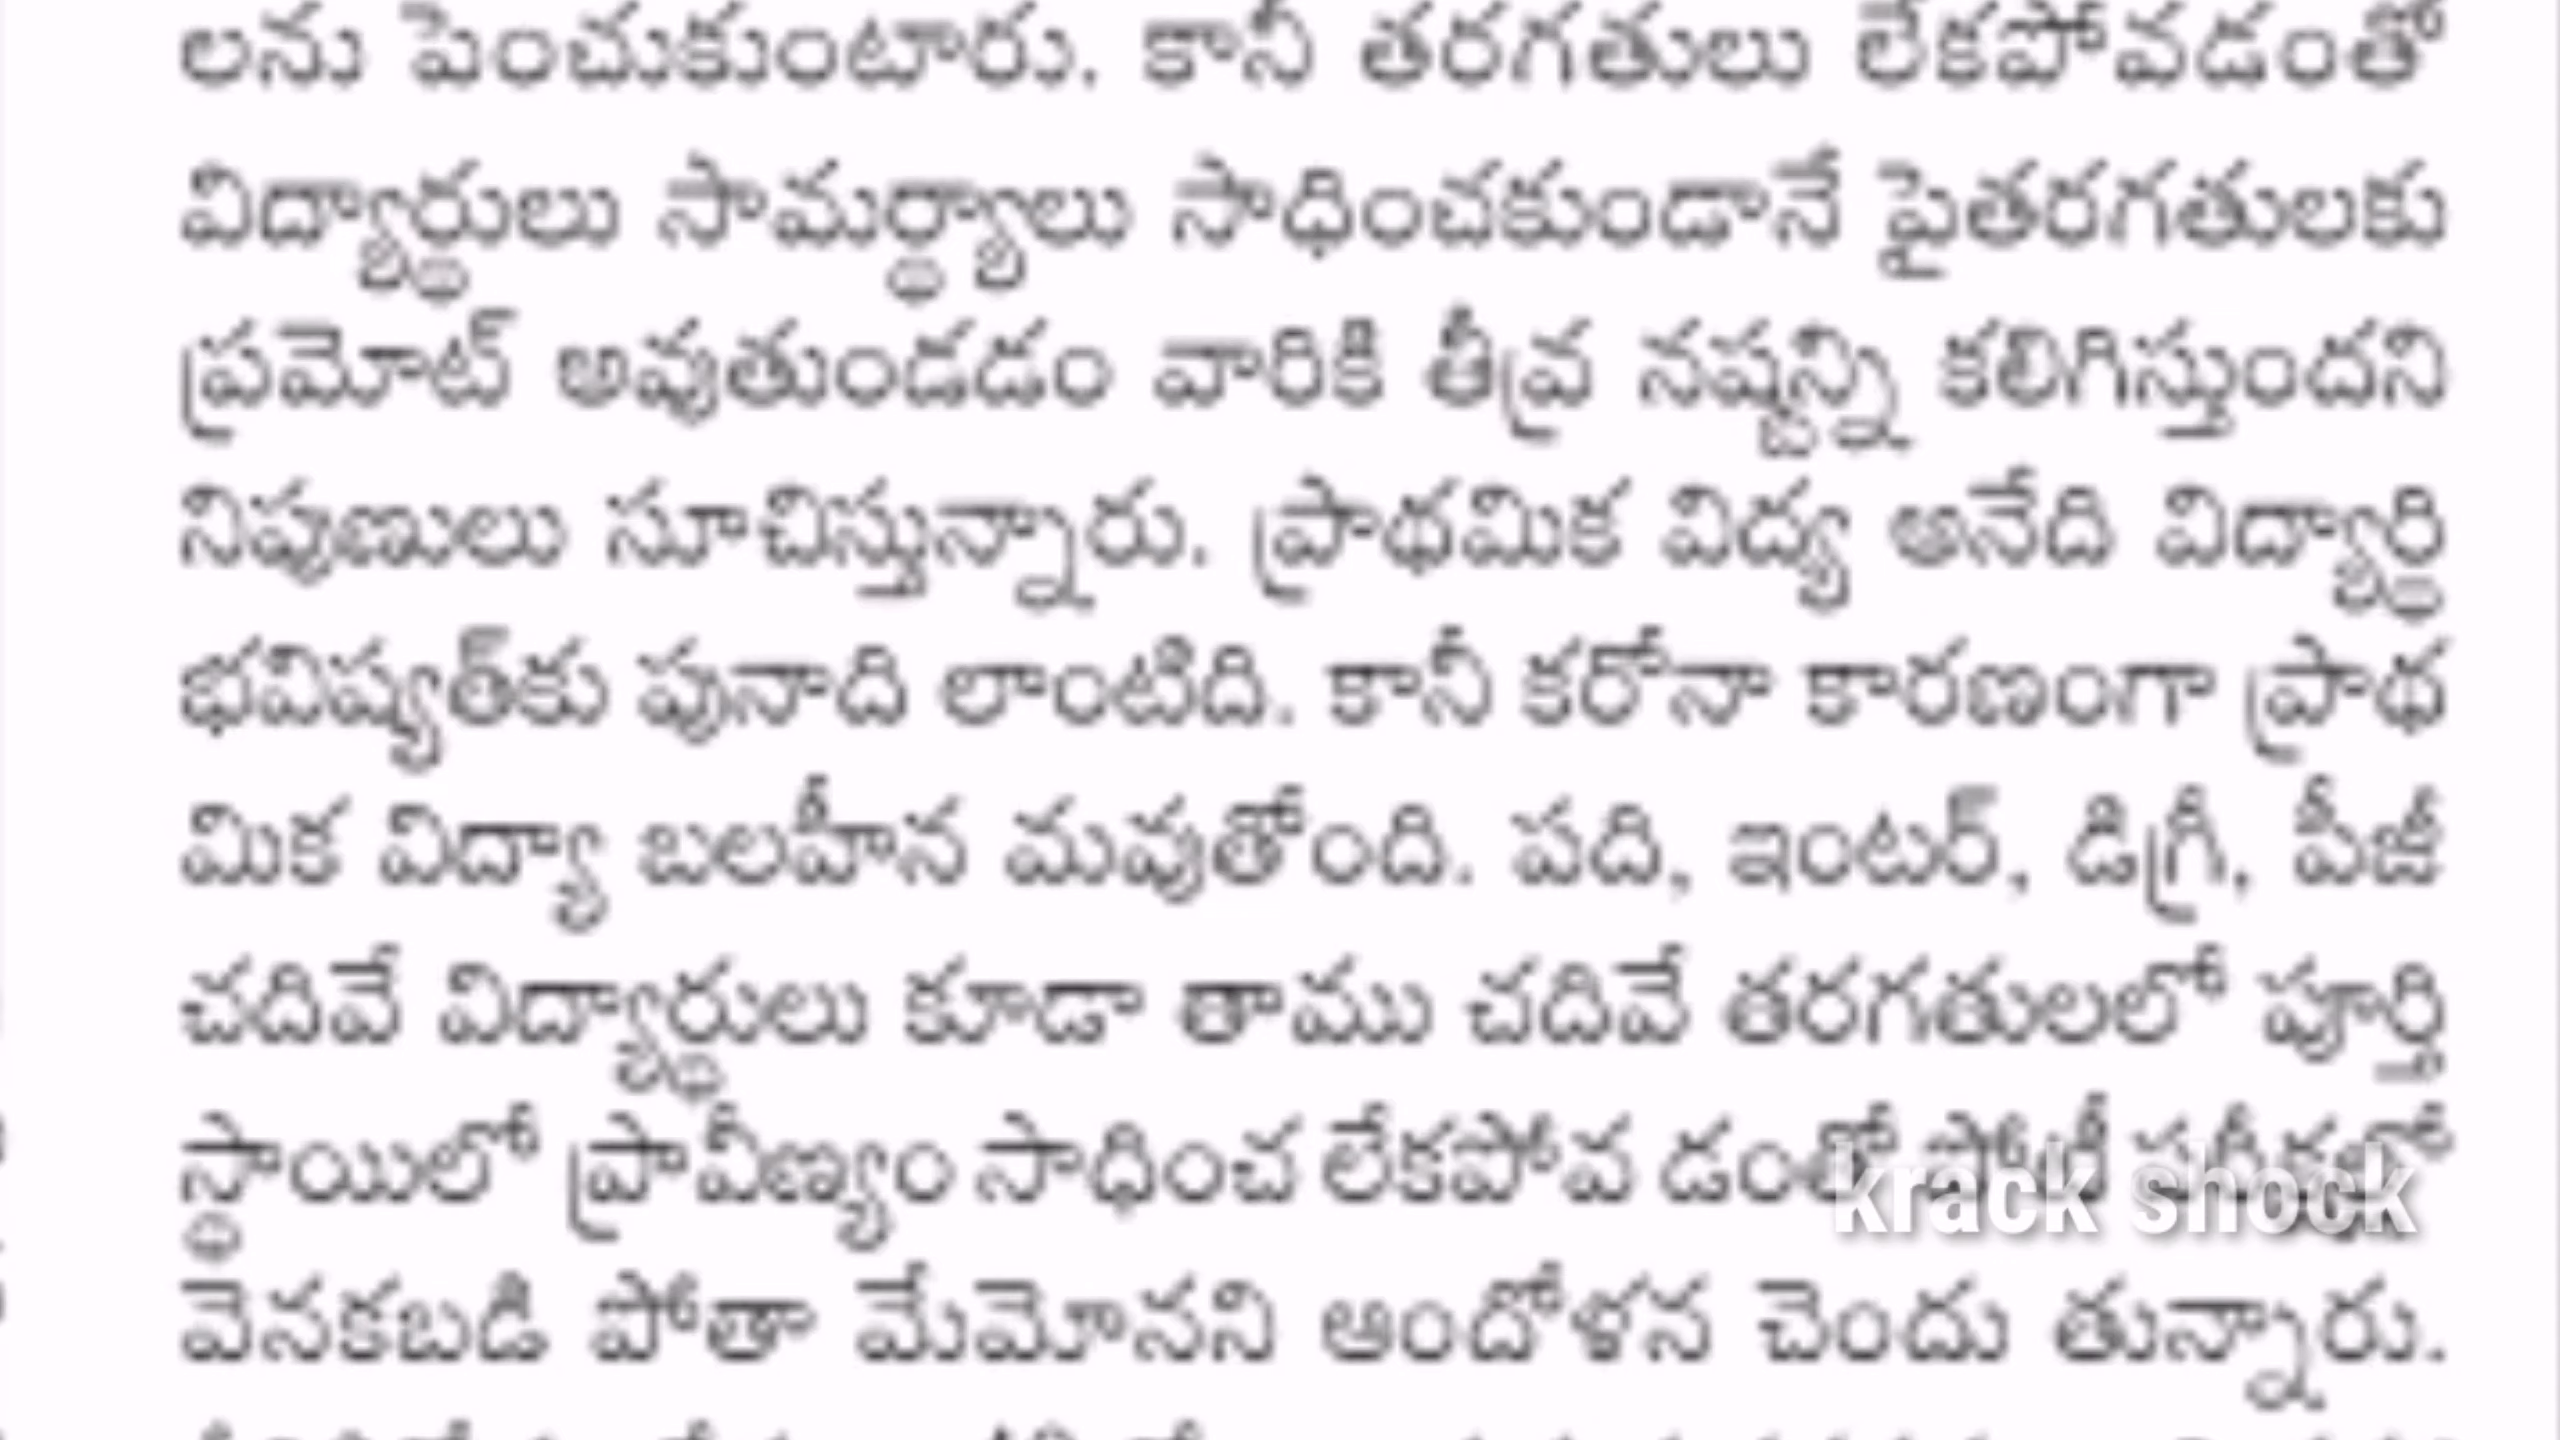 లను పెంచుకుంటారు. కానీ తరగతులు లేకపోవడంతో
విద్యార్థులు సామర్థ్యాలు సాధించకుండానే పైతరగతులకు
ప్రమోట్ అవుతుండడం వారికి తీవ్ర నష్టన్ని కలిగిస్తుందని
నిపుణులు సూచిస్తున్నారు. ప్రాథమిక విద్య అనేది విద్యార్థి
భవిష్యత్‌కు పునాది లాంటిది. కానీ కరోనా కారణంగా ప్రాథ
మిక విద్యా బలహీన మవుతోంది. పది, ఇంటర్, డిగ్రీ, పీజీ
చదివే విద్యార్థులు కూడా తాము చదివే తరగతులలో పూర్తి
స్థాయిలో ప్రావీణ్యం సాధించ లేకపోవ డంతో పోటీ
krack shock
వెనకబడి పోతా మేమోనని ఆందోళన చెందు తున్నారు.